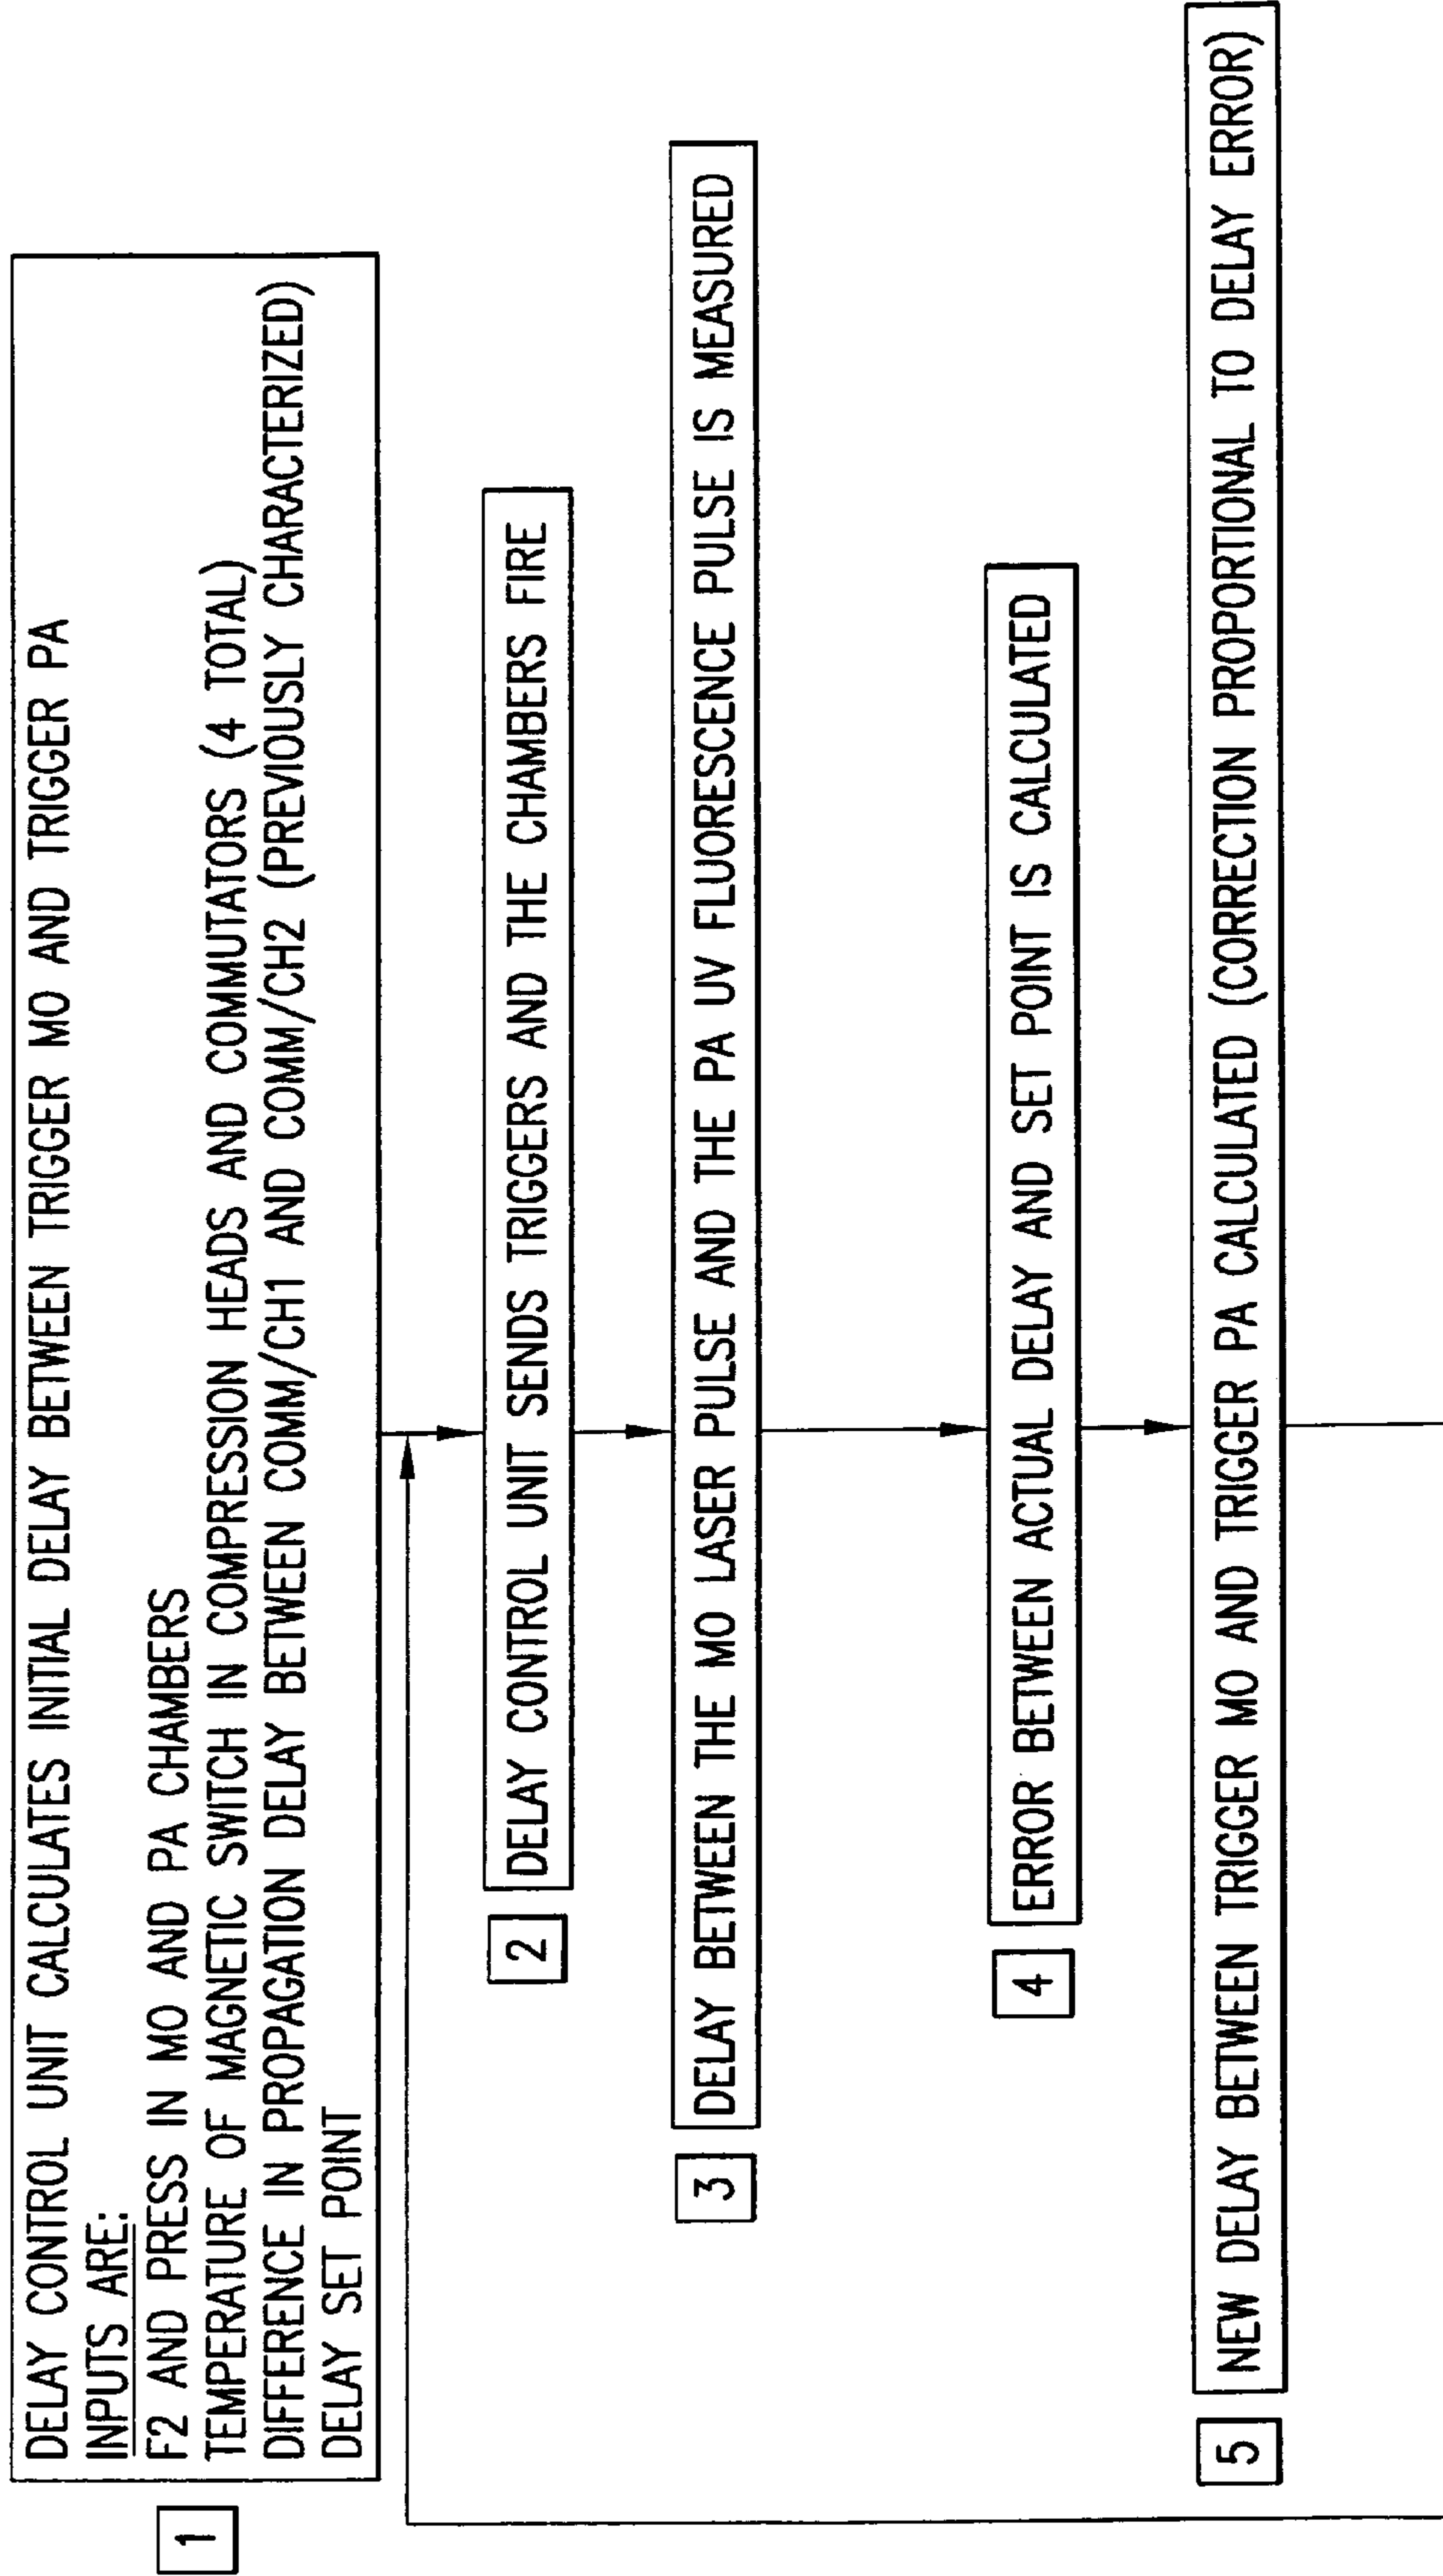 1
DELAY CONTROL UNIT CALCULATES INITIAL DELAY BETWEEN TRIGGER MO AND TRIGGER PA
INPUTS ARE:
F2 AND PRESS IN MO AND PA CHAMBERS
TEMPERATURE OF MAGNETIC SWITCH IN COMPRESSION HEADS AND COMMUTATORS (4 TOTAL)
DIFFERENCE IN PROPAGATION DELAY BETWEEN COMM/CH1 AND COMM/CH2 (PREVIOUSLY CHARACTERIZED)
DELAY SET POINT
2
DELAY CONTROL UNIT SENDS TRIGGERS AND THE CHAMBERS FIRE
3
DELAY BETWEEN THE MO LASER PULSE AND THE PA UV FLUORESCENCE PULSE IS MEASURED
4
ERROR BETWEEN ACTUAL DELAY AND SET POINT IS CALCULATED
5
NEW DELAY BETWEEN TRIGGER MO AND TRIGGER PA CALCULATED (CORRECTION PROPORTIONAL TO DELAY ERROR)